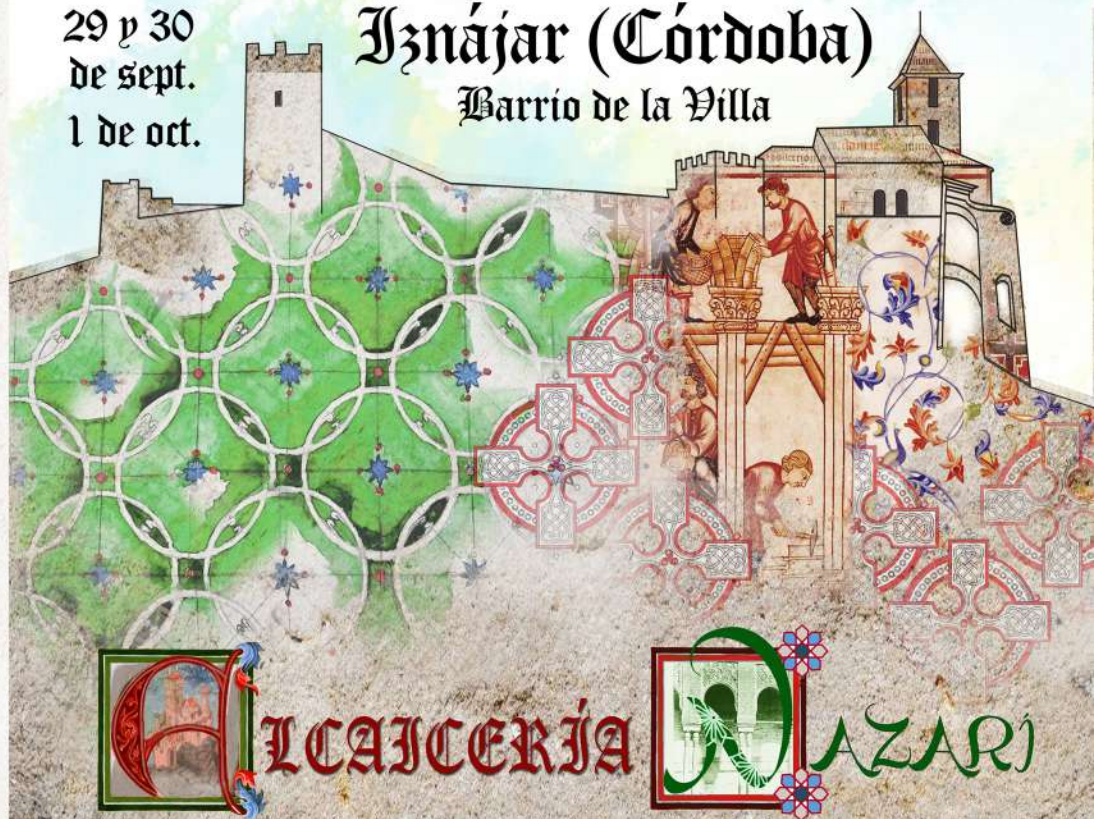 29 y 30
de sept.
1 de oct.
Iznájar (Córdoba)
Barrio de la Villa
ALCAICERÍA NAZARÍ